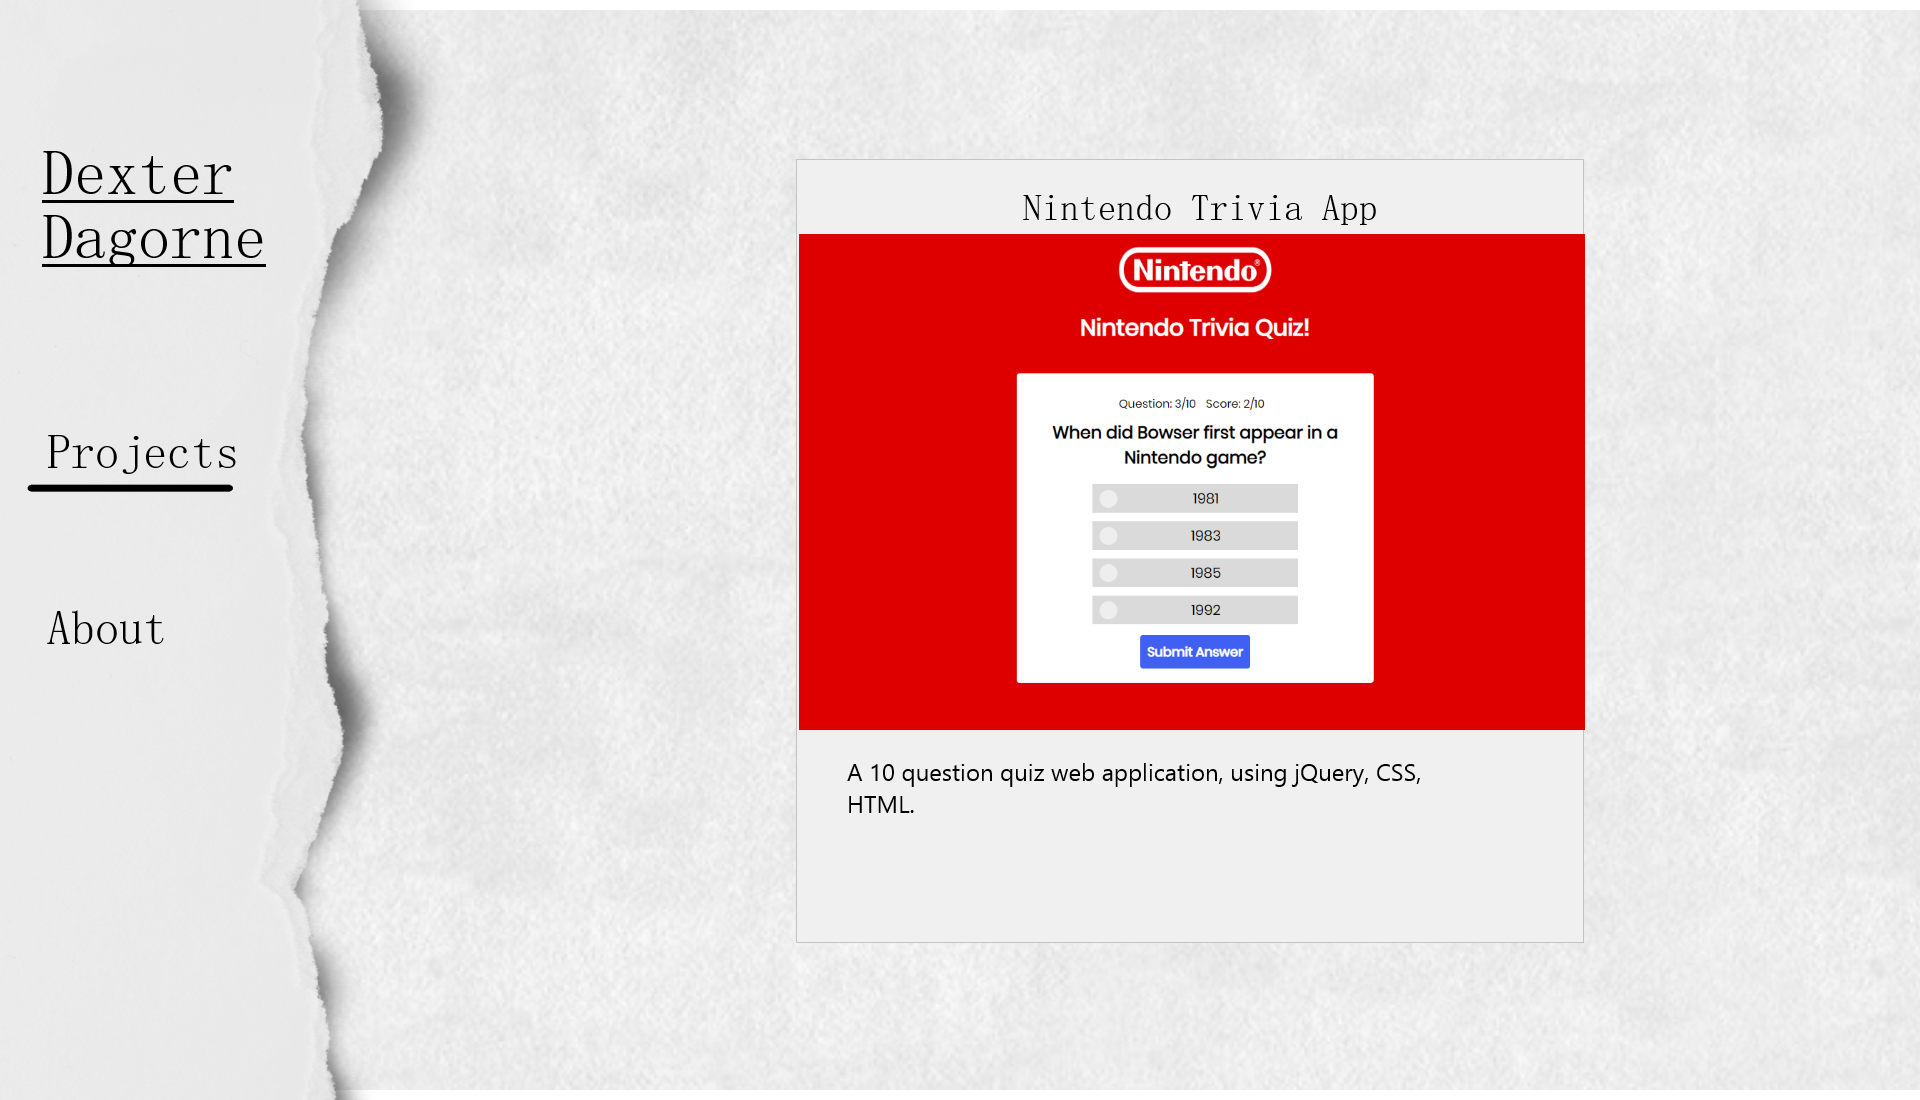 Dexter
Dagorne
Projects
About
Nintendo Trivia App
Nintendo®
Nintendo Trivia Quiz!
Question: 3/10 Score: 2/10
When did Bowser first appear in a
Nintendo game?
1981
1983
1985
1992
Submit Answer
A 10 question quiz web application, using jQuery, CSS,
HTML.